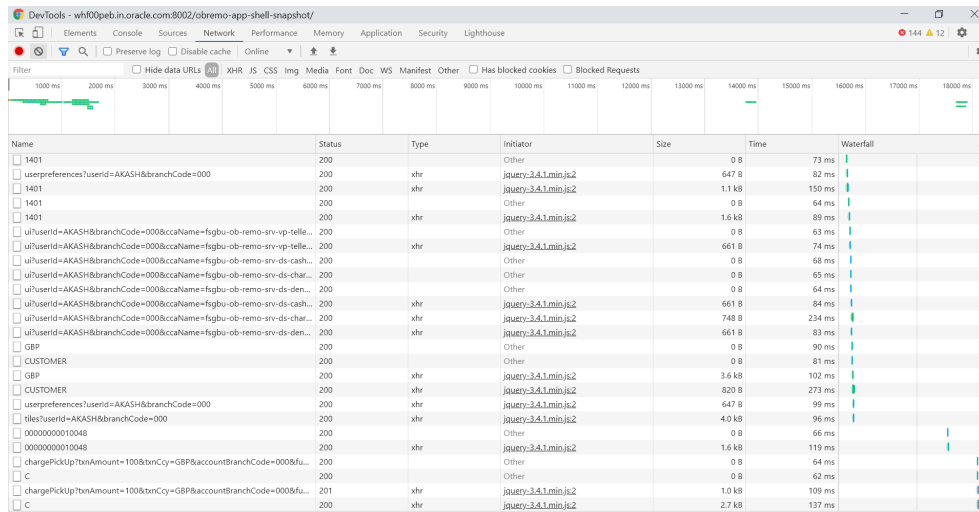 DevTools - whf00peb.in.oracle.com:8002/obremo-app-shell-snapshot/
Elements Console Sources Network Performance Memory Application Security Lighthouse 144 12
Preserve log Disable cache Online
Filter Hide data URLs All XHR JS CSS Img Media Font Doc WS Manifest Other Has blocked cookies Blocked Requests
1000 ms 2000 ms 3000 ms 4000 ms 5000 ms 6000 ms 7000 ms 8000 ms 9000 ms 10000 ms 11000 ms 12000 ms 13000 ms 14000 ms 15000 ms 16000 ms 17000 ms 18000 ms
Name Status Type Initiator Size Time Waterfall
1401 200 Other 0 B 73 ms
userpreferences?userId=AKASH&branchCode=000 200 xhr jquery-3.4.1.min.js:2 647 B 82 ms
1401 200 xhr jquery-3.4.1.min.js:2 1.1 kB 150 ms
1401 200 Other 0 B 64 ms
1401 200 xhr jquery-3.4.1.min.js:2 1.6 kB 89 ms
ui?userId=AKASH&branchCode=000&ccaName=fsgbu-ob-remo-srv-vp-telle... 200 Other 0 B 63 ms
ui?userId=AKASH&branchCode=000&ccaName=fsgbu-ob-remo-srv-vp-telle... 200 xhr jquery-3.4.1.min.js:2 661 B 74 ms
ui?userId=AKASH&branchCode=000&ccaName=fsgbu-ob-remo-srv-ds-cash... 200 Other 0 B 68 ms
ui?userId=AKASH&branchCode=000&ccaName=fsgbu-ob-remo-srv-ds-char... 200 Other 0 B 65 ms
ui?userId=AKASH&branchCode=000&ccaName=fsgbu-ob-remo-srv-ds-den... 200 Other 0 B 64 ms
ui?userId=AKASH&branchCode=000&ccaName=fsgbu-ob-remo-srv-ds-cash... 200 xhr jquery-3.4.1.min.js:2 661 B 84 ms
ui?userId=AKASH&branchCode=000&ccaName=fsgbu-ob-remo-srv-ds-char... 200 xhr jquery-3.4.1.min.js:2 748 B 234 ms
ui?userId=AKASH&branchCode=000&ccaName=fsgbu-ob-remo-srv-ds-den... 200 xhr jquery-3.4.1.min.js:2 661 B 83 ms
GBP 200 Other 0 B 90 ms
CUSTOMER 200 Other 0 B 81 ms
GBP 200 xhr jquery-3.4.1.min.js:2 3.6 kB 102 ms
CUSTOMER 200 xhr jquery-3.4.1.min.js:2 820 B 273 ms
userpreferences?userId=AKASH&branchCode=000 200 xhr jquery-3.4.1.min.js:2 647 B 99 ms
tiles?userId=AKASH&branchCode=000 200 xhr jquery-3.4.1.min.js:2 4.0 kB 96 ms
00000000010048 200 Other 0 B 66 ms
00000000010048 200 xhr jquery-3.4.1.min.js:2 1.6 kB 119 ms
chargePickUp?txnAmount=100&txnCcy=GBP&accountBranchCode=000&fu... 200 Other 0 B 64 ms
C 200 Other 0 B 62 ms
chargePickUp?txnAmount=100&txnCcy=GBP&accountBranchCode=000&fu... 201 xhr jquery-3.4.1.min.js:2 1.0 kB 109 ms
C 200 xhr jquery-3.4.1.min.js:2 2.7 kB 137 ms